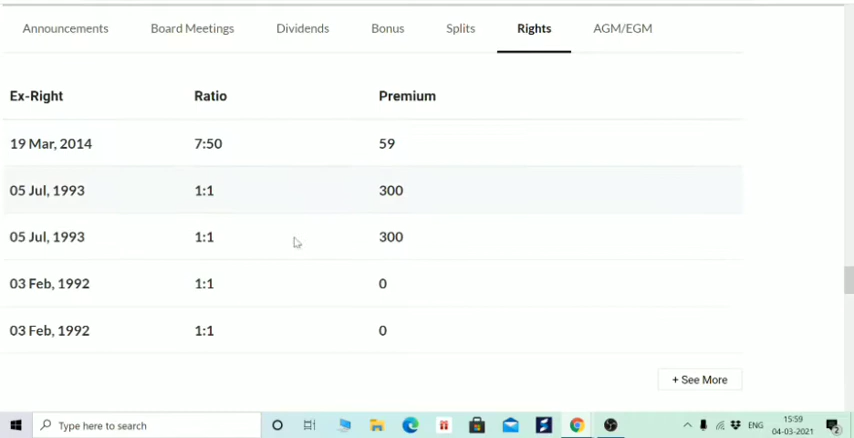 Announcements Board Meetings Dividends Bonus Splits Rights AGM/EGM
Ex-Right Ratio Premium
19 Mar, 2014 7:50 59
05 Jul, 1993 1:1 300
05 Jul, 1993 1:1 300
03 Feb, 1992 1:1 0
03 Feb, 1992 1:1 0
+ See More
Type here to search ENG 15:59
04-03-2021 2